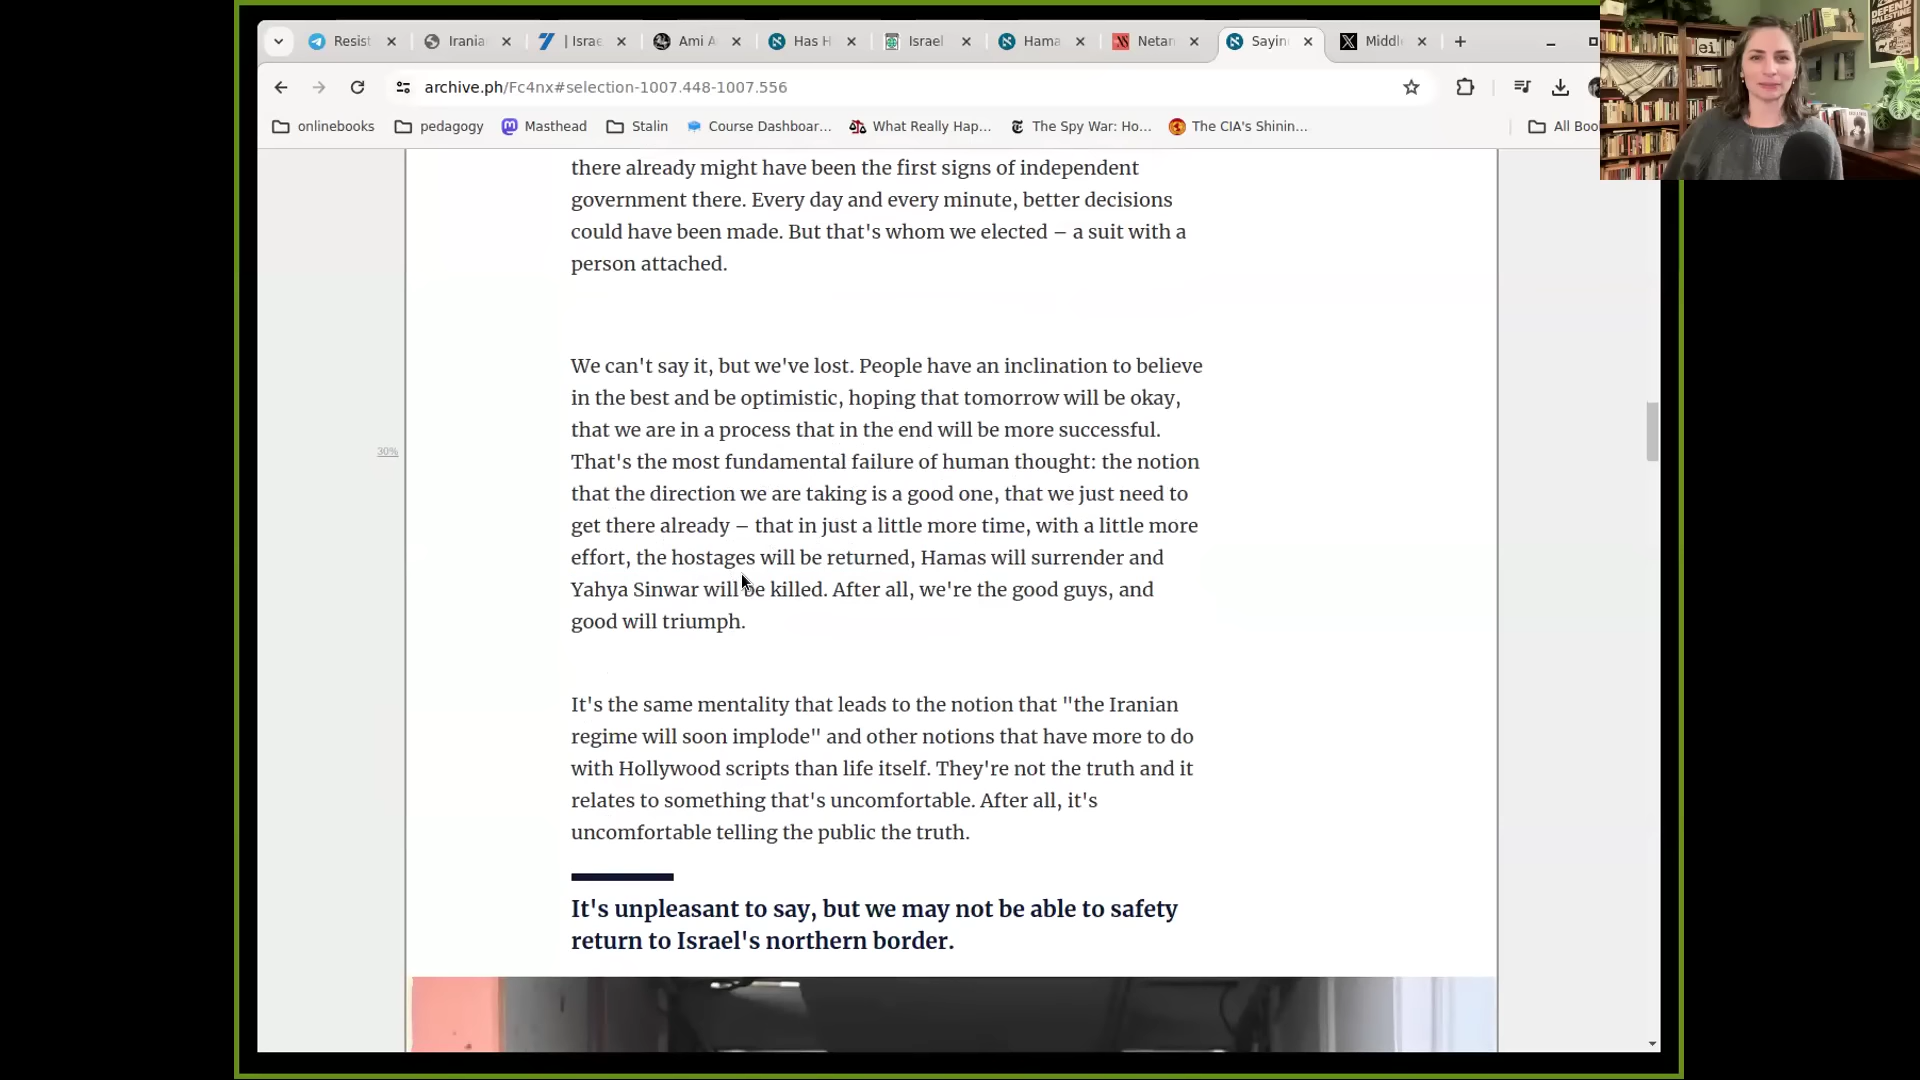 Resist
Irania
| Israe
Ami A
Has H
Israel
Hama
Netan
Sayin
Middl
archive.ph/Fc4nx#selection-1007.448-1007.556
onlinebooks
pedagogy
Masthead
Stalin
Course Dashboar...
What Really Hap...
The Spy War: Ho...
The CIA's Shinin...
All Boo
ei
DEFEND
PALESTINE
there already might have been the first signs of independent
government there. Every day and every minute, better decisions
could have been made. But that's whom we elected – a suit with a
person attached.
We can't say it, but we've lost. People have an inclination to believe
in the best and be optimistic, hoping that tomorrow will be okay,
that we are in a process that in the end will be more successful.
30%
That's the most fundamental failure of human thought: the notion
that the direction we are taking is a good one, that we just need to
get there already – that in just a little more time, with a little more
effort, the hostages will be returned, Hamas will surrender and
Yahya Sinwar will be killed. After all, we're the good guys, and
good will triumph.
It's the same mentality that leads to the notion that "the Iranian
regime will soon implode" and other notions that have more to do
with Hollywood scripts than life itself. They're not the truth and it
relates to something that's uncomfortable. After all, it's
uncomfortable telling the public the truth.
It's unpleasant to say, but we may not be able to safety
return to Israel's northern border.